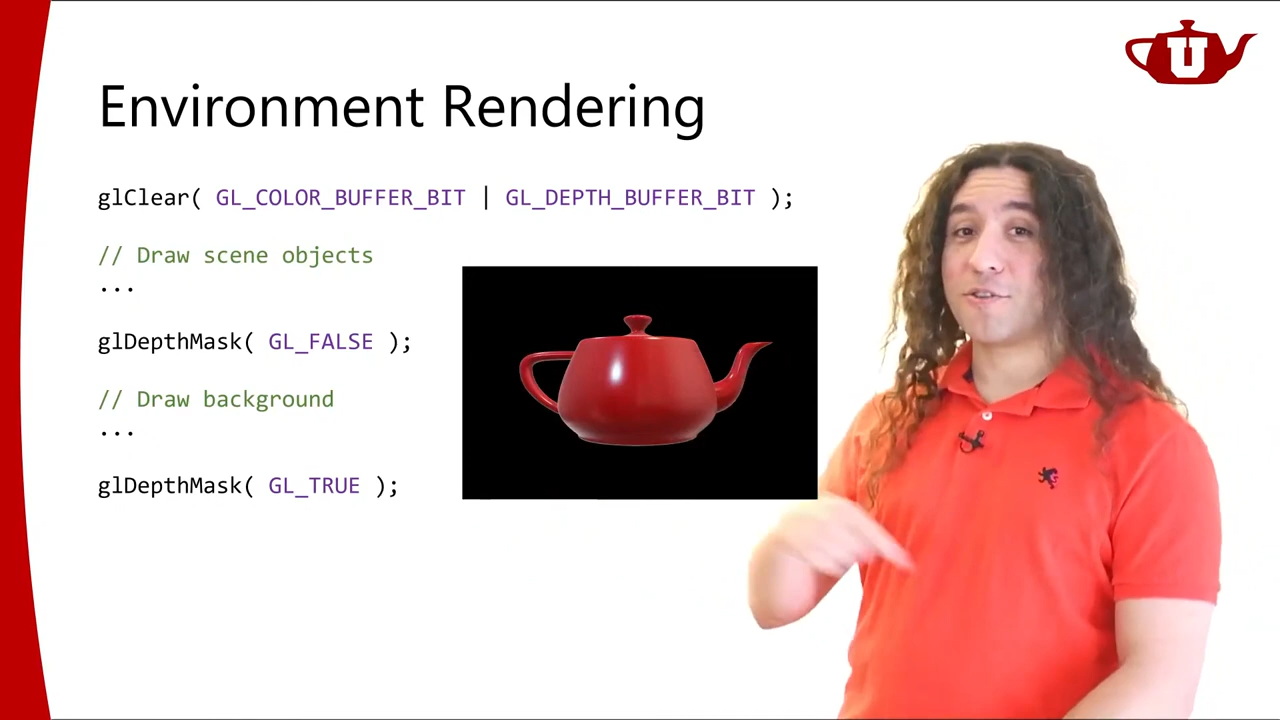 U
Environment Rendering
glClear( GL_COLOR_BUFFER_BIT | GL_DEPTH_BUFFER_BIT );
// Draw scene objects
...
glDepthMask( GL_FALSE );
// Draw background
...
glDepthMask( GL_TRUE );